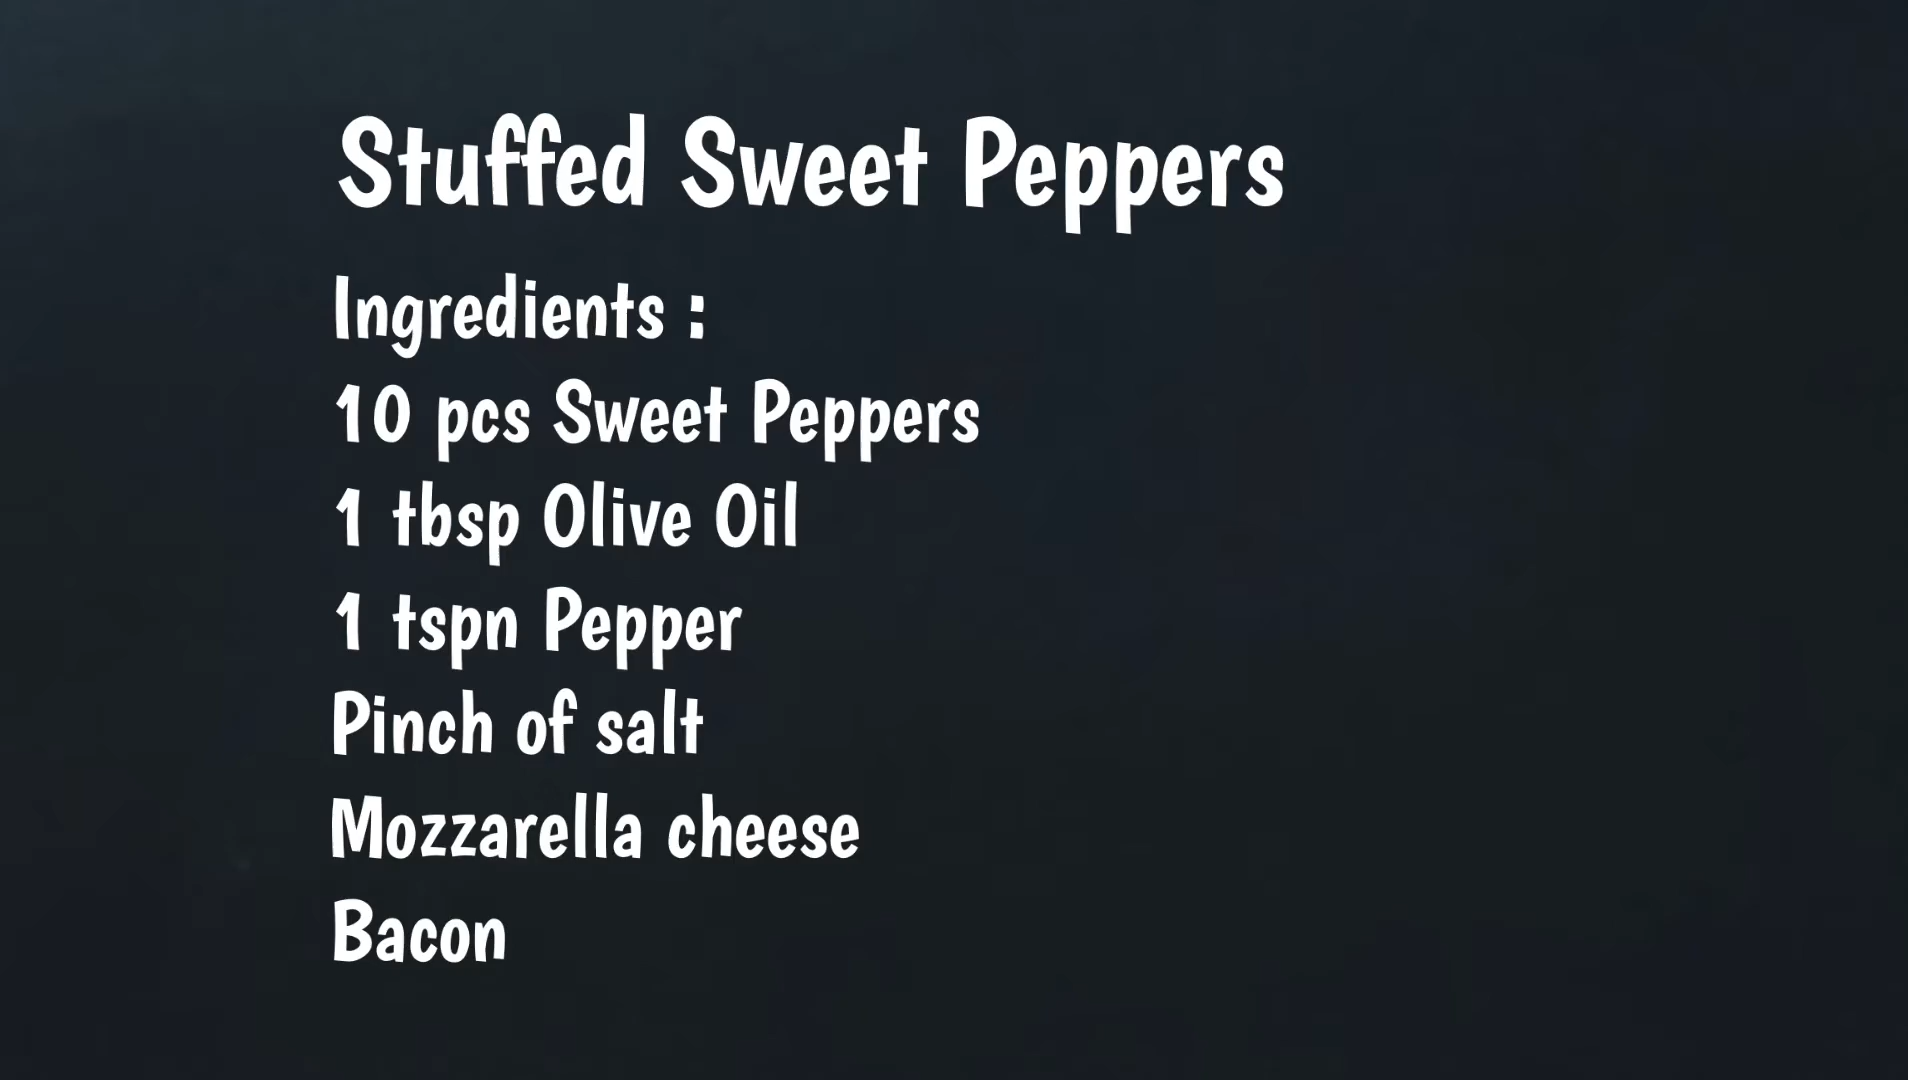 Stuffed Sweet Peppers
Ingredients :
10 pcs Sweet Peppers
1 tbsp Olive Oil
1 tspn Pepper
Pinch of salt
Mozzarella cheese
Bacon